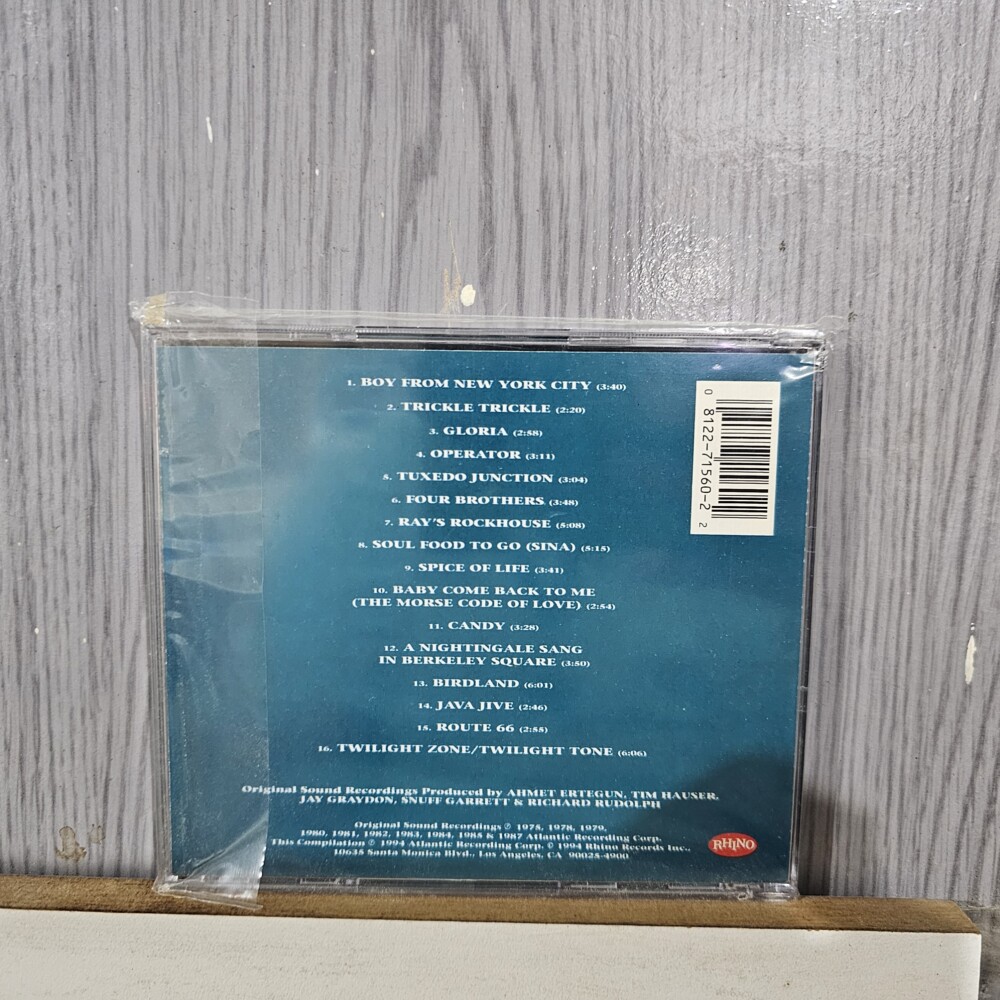 1. BOY FROM NEW YORK CITY (3:40)
2. TRICKLE TRICKLE (2:20)
3. GLORIA (2:58)
4. OPERATOR (3:11)
5. TUXEDO JUNCTION (3:04)
6. FOUR BROTHERS (3:48)
7. RAY'S ROCKHOUSE (5:08)
8. SOUL FOOD TO GO (SINA) (5:15)
9. SPICE OF LIFE (3:41)
10. BABY COME BACK TO ME
(THE MORSE CODE OF LOVE) (2:54)
11. CANDY (3:28)
12. A NIGHTINGALE SANG
IN BERKELEY SQUARE (3:50)
13. BIRDLAND (6:01)
14. JAVA JIVE (2:46)
15. ROUTE 66 (2:55)
16. TWILIGHT ZONE/TWILIGHT TONE (6:06)
Original Sound Recordings Produced by AHMET ERTEGUN, TIM HAUSER,
JAY GRAYDON, SNUFF GARRETT & RICHARD RUDOLPH
Original Sound Recordings ℗ 1975, 1978, 1979,
1980, 1981, 1982, 1983, 1984, 1985 & 1987 Atlantic Recording Corp.
This Compilation ℗ 1994 Atlantic Recording Corp. © 1994 Rhino Records Inc.,
10635 Santa Monica Blvd., Los Angeles, CA 90025-4900
RHINO
0 8122-71560-2 2